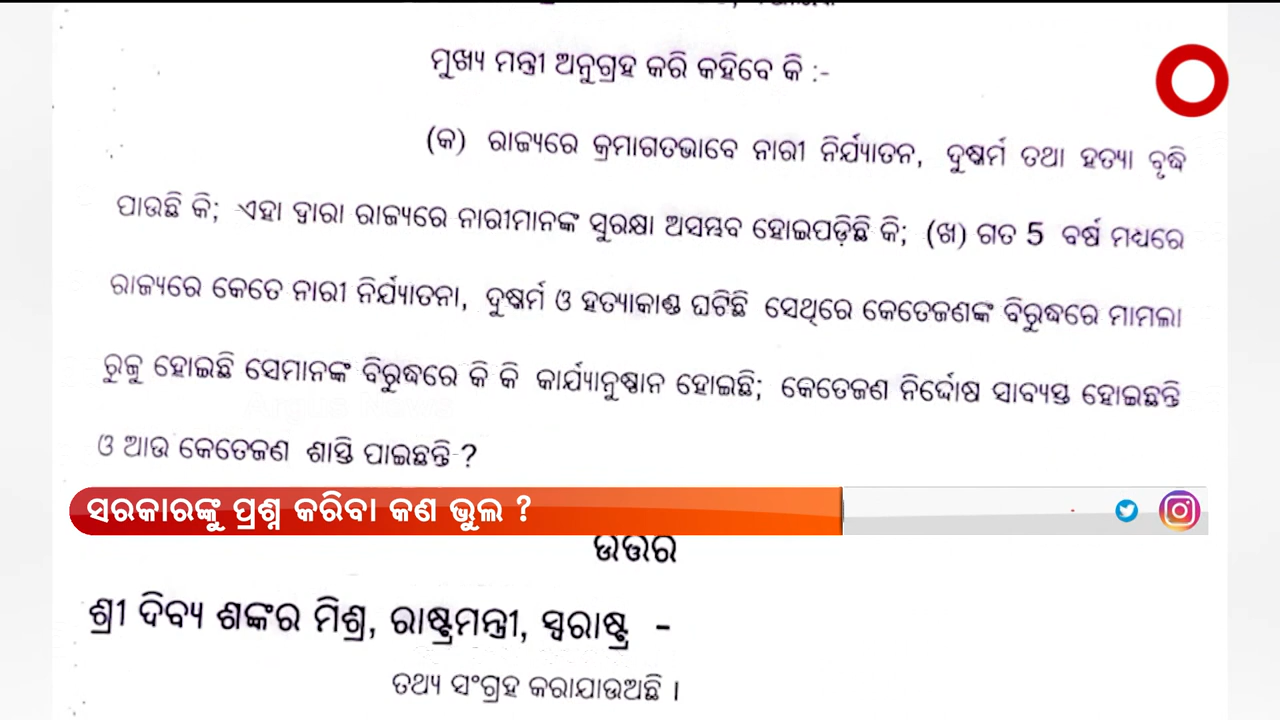 ମୁଖ୍ୟ ମନ୍ତ୍ରୀ ଅନୁଗ୍ରହ କରି କହିବେ କି :-
(କ) ରାଜ୍ୟରେ କ୍ରମାଗତଭାବେ ନାରୀ ନିର୍ଯ୍ୟାତନ, ଦୁଷ୍କର୍ମ ତଥା ହତ୍ୟା ବୃଦ୍ଧି
ପାଉଛି କି; ଏହା ଦ୍ୱାରା ରାଜ୍ୟରେ ନାରୀମାନଙ୍କ ସୁରକ୍ଷା ଅସମ୍ଭବ ହୋଇପଡ଼ିଛି କି; (ଖ) ଗତ 5 ବର୍ଷ ମଧ୍ୟରେ
ରାଜ୍ୟରେ କେତେ ନାରୀ ନିର୍ଯ୍ୟାତନା, ଦୁଷ୍କର୍ମ ଓ ହତ୍ୟାକାଣ୍ଡ ଘଟିଛି ସେଥିରେ କେତେଜଣଙ୍କ ବିରୁଦ୍ଧରେ ମାମଲା
ରୁଜୁ ହୋଇଛି ସେମାନଙ୍କ ବିରୁଦ୍ଧରେ କି କି କାର୍ଯ୍ୟାନୁଷ୍ଠାନ ହୋଇଛି; କେତେଜଣ ନିର୍ଦ୍ଦୋଷ ସାବ୍ୟସ୍ତ ହୋଇଛନ୍ତି
ଓ ଆଉ କେତେଜଣ ଶାସ୍ତି ପାଇଛନ୍ତି ?
ସରକାରଙ୍କୁ ପ୍ରଶ୍ନ କରିବା କଣ ଭୁଲ ?
ଉତ୍ତର
ଶ୍ରୀ ଦିବ୍ୟ ଶଙ୍କର ମିଶ୍ର, ରାଷ୍ଟ୍ରମନ୍ତ୍ରୀ, ସ୍ୱରାଷ୍ଟ୍ର -
ତଥ୍ୟ ସଂଗ୍ରହ କରାଯାଉଅଛି ।